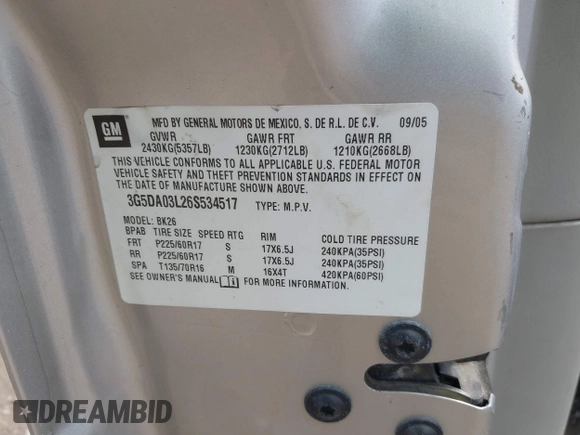 GM
MFD BY GENERAL MOTORS DE MEXICO, S. DE R.L. DE C.V. 09/05
GVWR GAWR FRT GAWR RR
2430KG(5357LB) 1230KG(2712LB) 1210KG(2668LB)
THIS VEHICLE CONFORMS TO ALL APPLICABLE U.S. FEDERAL MOTOR
VEHICLE SAFETY AND THEFT PREVENTION STANDARDS IN EFFECT ON
THE DATE OF MANUFACTURE SHOWN ABOVE.
3G5DA03L26S534517 TYPE: M.P.V.
MODEL: BK26
BPAB TIRE SIZE SPEED RTG RIM COLD TIRE PRESSURE
FRT P225/60R17 S 17X6.5J 240KPA(35PSI)
RR P225/60R17 S 17X6.5J 240KPA(35PSI)
SPA T135/70R16 M 16X4T 420KPA(60PSI)
SEE OWNER'S MANUAL FOR MORE INFORMATION.
DREAMBID